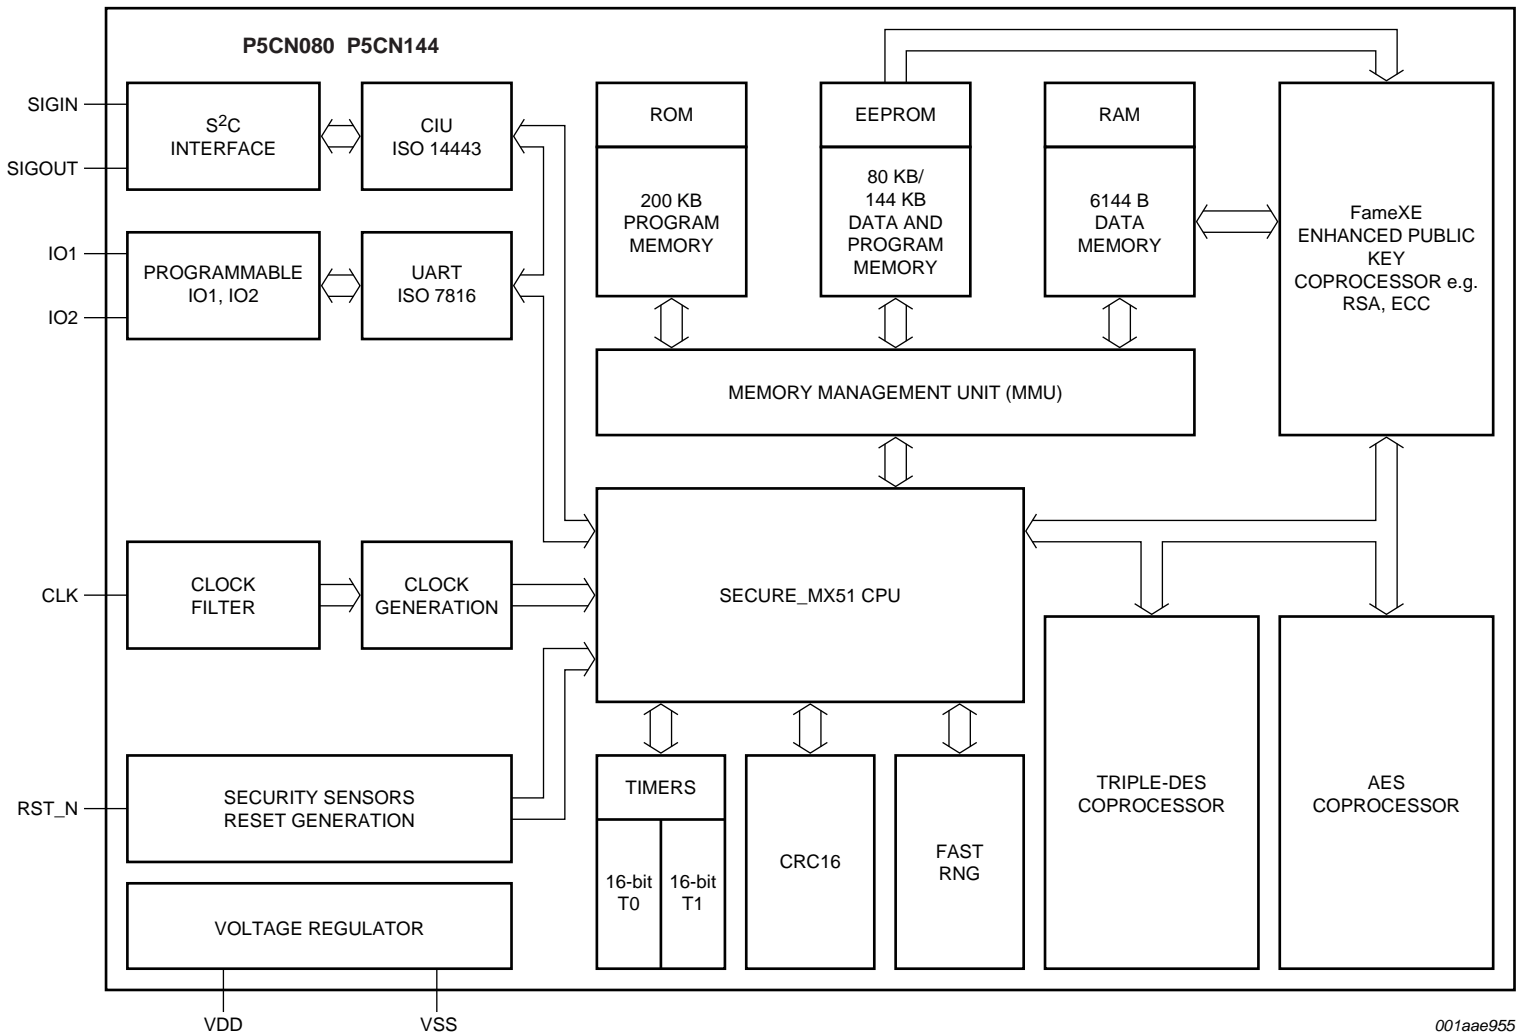 P5CN080 P5CN144
SIGIN
SIGOUT
S2C
INTERFACE
CIU
ISO 14443
IO1
IO2
PROGRAMMABLE
IO1, IO2
UART
ISO 7816
ROM
200 KB
PROGRAM
MEMORY
EEPROM
80 KB/
144 KB
DATA AND
PROGRAM
MEMORY
RAM
6144 B
DATA
MEMORY
FameXE
ENHANCED PUBLIC
KEY
COPROCESSOR e.g.
RSA, ECC
MEMORY MANAGEMENT UNIT (MMU)
CLK
CLOCK
FILTER
CLOCK
GENERATION
SECURE_MX51 CPU
RST_N
SECURITY SENSORS
RESET GENERATION
VOLTAGE REGULATOR
VDD
VSS
TIMERS
16-bit
T0
16-bit
T1
CRC16
FAST
RNG
TRIPLE-DES
COPROCESSOR
AES
COPROCESSOR
001aae955